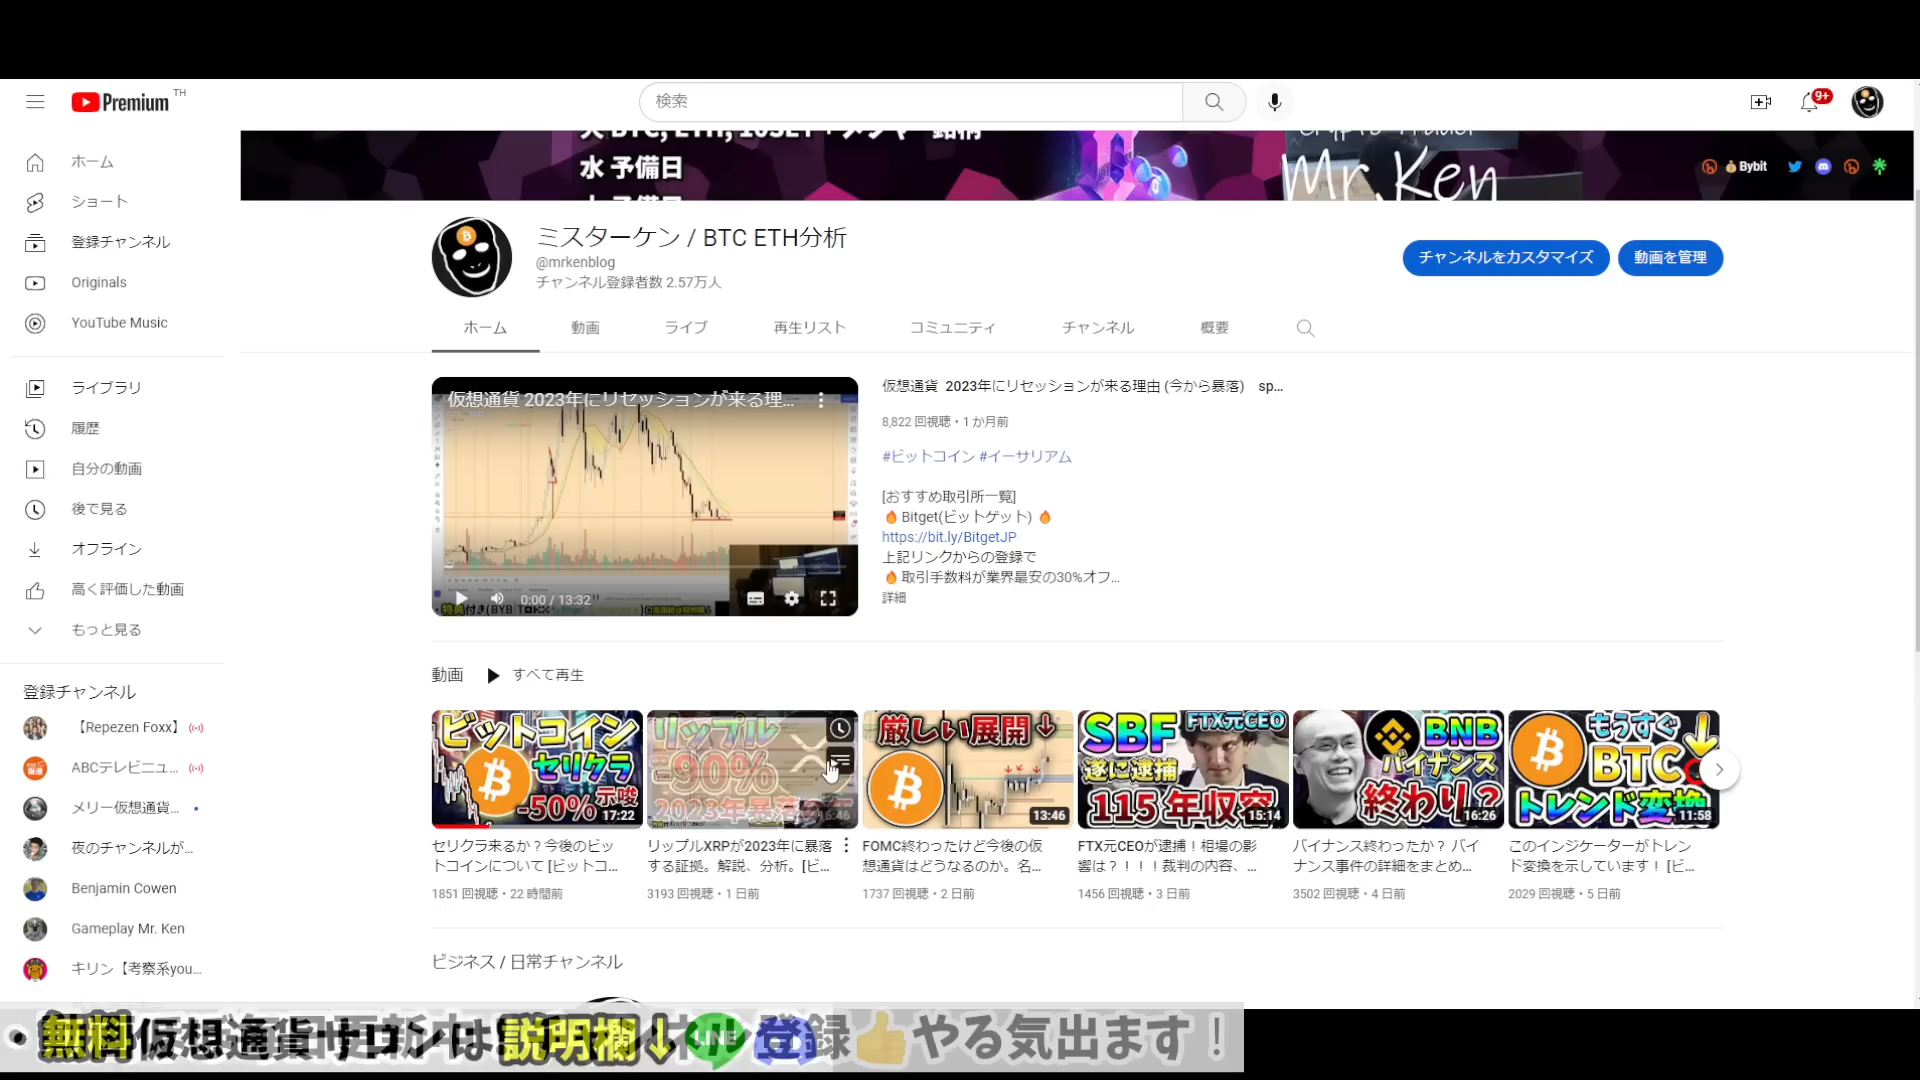 Premium TH
検索
9+
ホーム
ショート
登録チャンネル
Originals
YouTube Music
ライブラリ
履歴
自分の動画
後で見る
オフライン
高く評価した動画
もっと見る
登録チャンネル
【Repezen Foxx】
ABCテレビニュ...
メリー仮想通貨...
夜のチャンネルが...
Benjamin Cowen
Gameplay Mr. Ken
キリン【考察系you...
水 予備日
Mr.Ken
Bybit
ミスターケン / BTC ETH分析
@mrkenblog
チャンネル登録者数 2.57万人
チャンネルをカスタマイズ
動画を管理
ホーム
動画
ライブ
再生リスト
コミュニティ
チャンネル
概要
仮想通貨 2023年にリセッションが来る理...
0:00 / 13:32
仮想通貨 2023年にリセッションが来る理由 (今から暴落) sp...
8,822 回視聴・1 か月前
#ビットコイン #イーサリアム
[おすすめ取引所一覧]
Bitget(ビットゲット)
https://bit.ly/BitgetJP
上記リンクからの登録で
取引手数料が業界最安の30%オフ...
詳細
動画
すべて再生
ビットコイン
セリクラ
-50%示唆
17:22
セリクラ来るか？今後のビッ
トコインについて [ビットコ...
1851 回視聴・22 時間前
リップル
-90%
16:46
リップルXRPが2023年に暴落
する証拠。解説、分析。[ビ...
3193 回視聴・1 日前
厳しい展開↓
13:46
FOMC終わったけど今後の仮
想通貨はどうなるのか。名...
1737 回視聴・2 日前
SBF
FTX元CEO
遂に逮捕
115年収容
15:14
FTX元CEOが逮捕！相場の影
響は？！！！裁判の内容、...
1456 回視聴・3 日前
BNB
バイナンス
終わり？
16:26
バイナンス終わったか？ バイ
ナンス事件の詳細をまとめ...
3502 回視聴・4 日前
もうすぐ
BTC
トレンド変換
11:58
このインジケーターがトレン
ド変換を示しています！ [ビ...
2029 回視聴・5 日前
ビジネス / 日常チャンネル
無料仮想通貨サロンは 説明欄↓ LINE
登録👍やる気出ます！